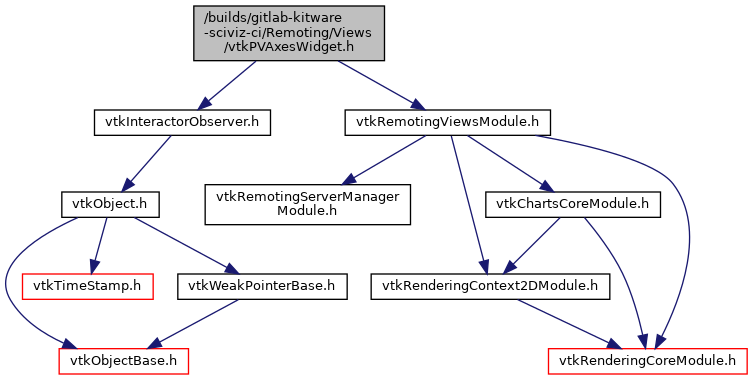 /builds/gitlab-kitware
-sciviz-ci/Remoting/Views
/vtkPVAxesWidget.h
vtkInteractorObserver.h
vtkRemotingViewsModule.h
vtkObject.h
vtkRemotingServerManager
Module.h
vtkChartsCoreModule.h
vtkTimeStamp.h
vtkWeakPointerBase.h
vtkRenderingContext2DModule.h
vtkObjectBase.h
vtkRenderingCoreModule.h